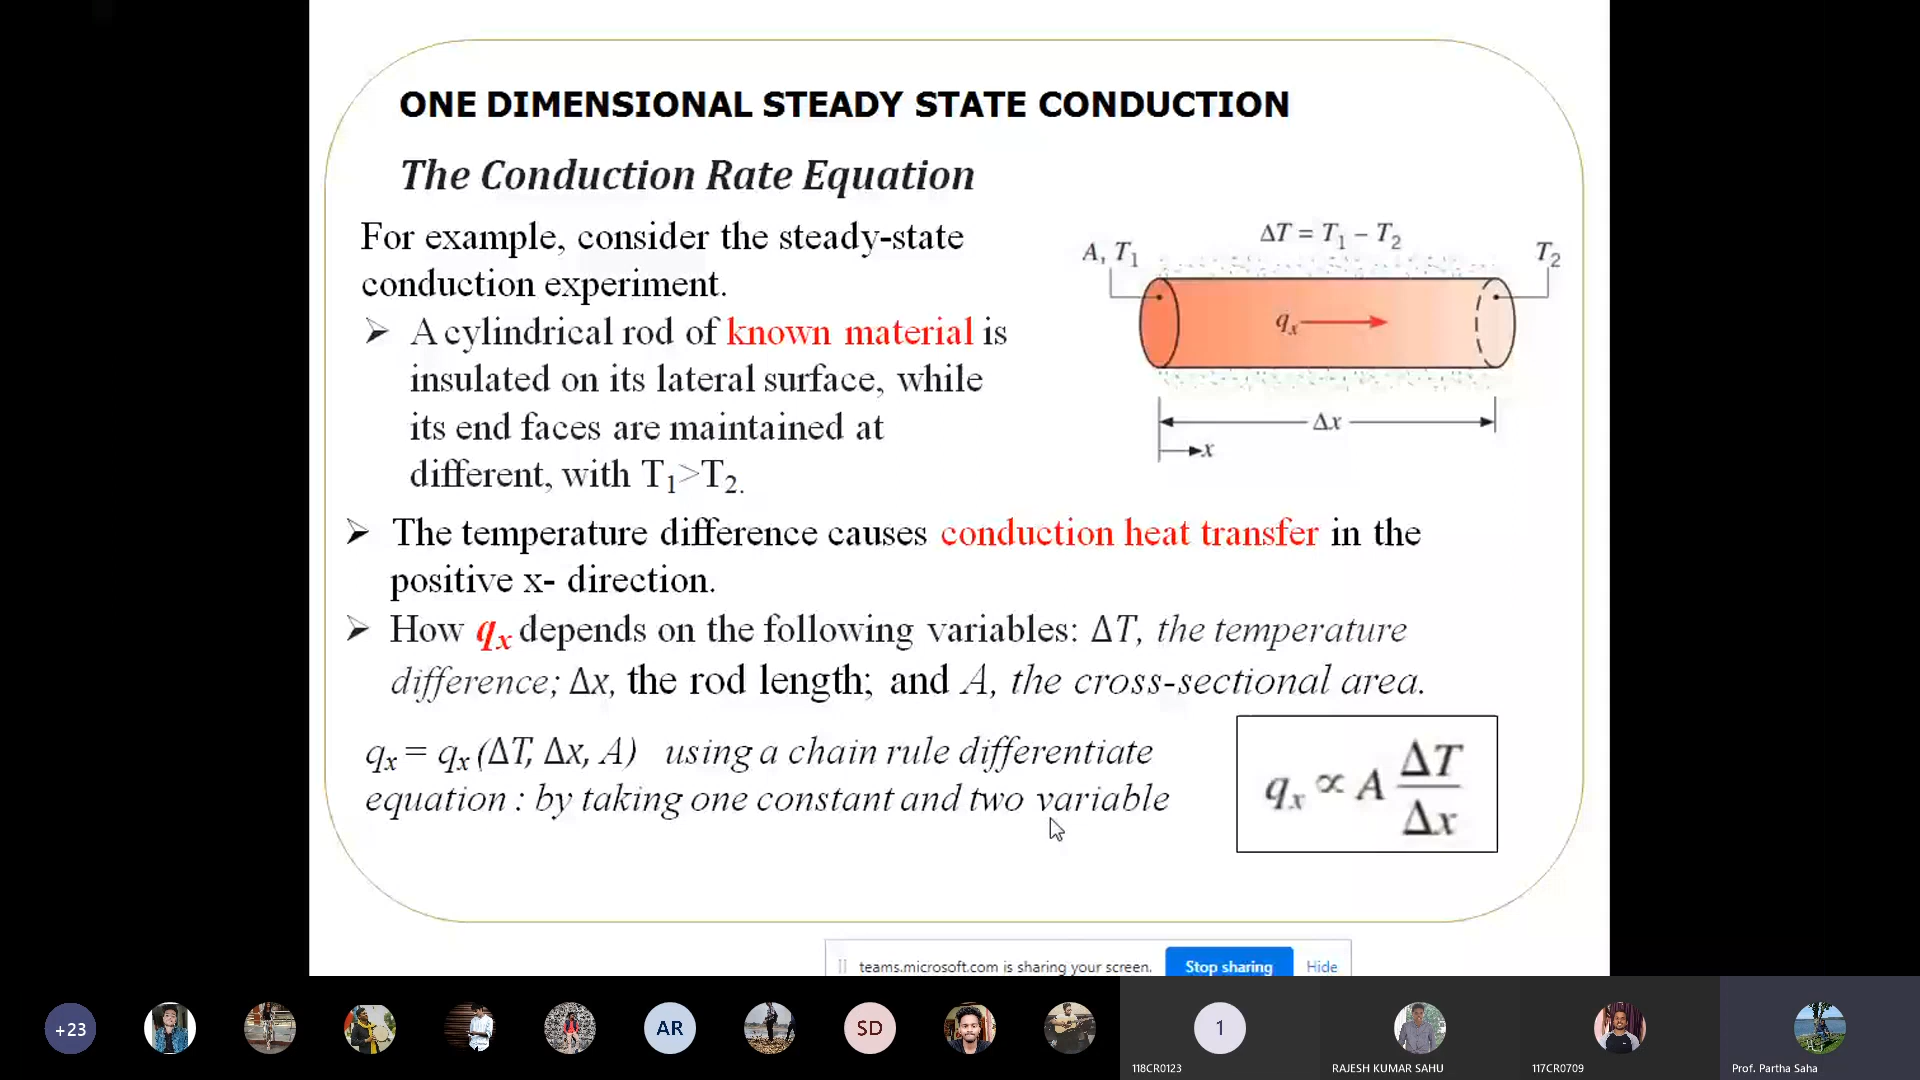 ONE DIMENSIONAL STEADY STATE CONDUCTION
The Conduction Rate Equation
For example, consider the steady-state
conduction experiment.
➢ A cylindrical rod of known material is
insulated on its lateral surface, while
its end faces are maintained at
different, with T₁>T₂.
ΔT = T₁ − T₂
A, T₁
T₂
qₓ
Δx
x
➢ The temperature difference causes conduction heat transfer in the
positive x- direction.
➢ How qₓ depends on the following variables: ΔT, the temperature
difference; Δx, the rod length; and A, the cross-sectional area.
qₓ = qₓ (ΔT, Δx, A) using a chain rule differentiate
equation : by taking one constant and two variable
qₓ ∝ A ΔT/Δx
teams.microsoft.com is sharing your screen. Stop sharing Hide
+23 AR SD 1
118CR0123 RAJESH KUMAR SAHU 117CR0709 Prof. Partha Saha